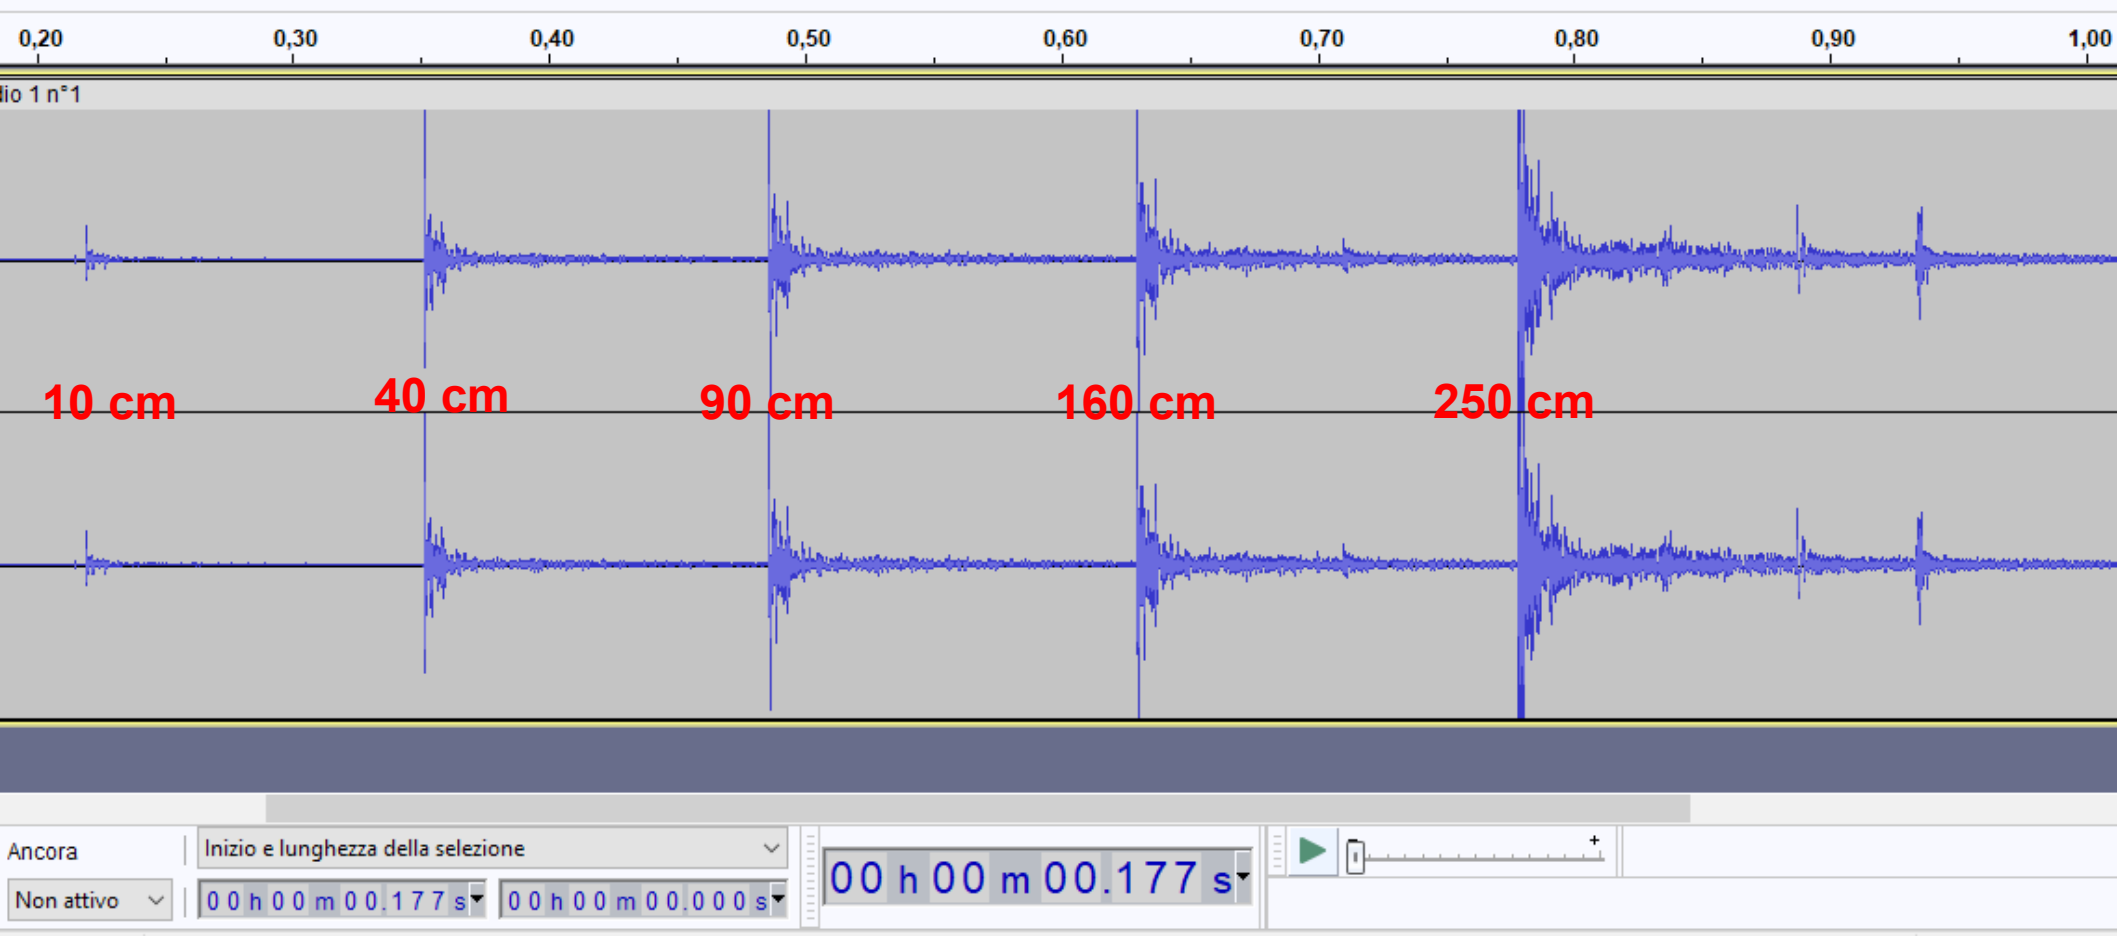 0,20 0,30 0,40 0,50 0,60 0,70 0,80 0,90 1,00
dio 1 n°1
10 cm 40 cm 90 cm 160 cm 250 cm
Ancora
Inizio e lunghezza della selezione
Non attivo
00 h 00 m 00.177 s
00 h 00 m 00.000 s
00 h 00 m 00.177 s
+